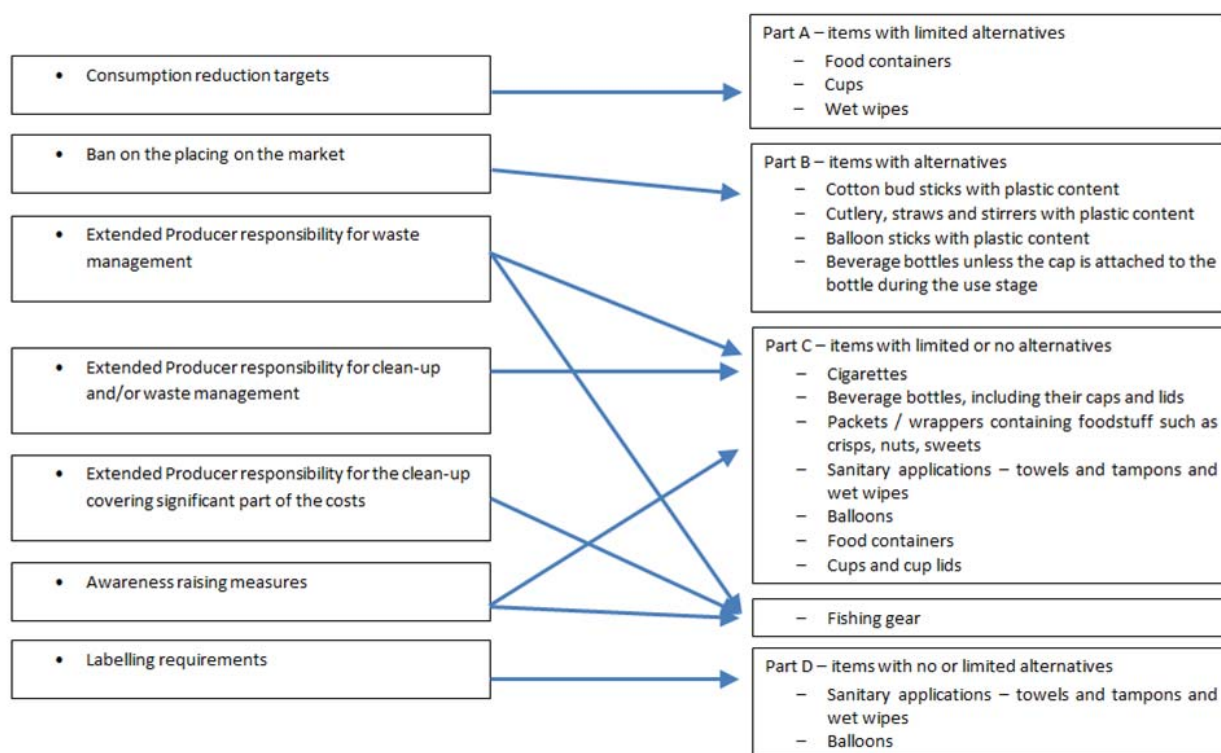 • Consumption reduction targets
• Ban on the placing on the market
• Extended Producer responsibility for waste
management
• Extended Producer responsibility for clean-up
and/or waste management
• Extended Producer responsibility for the clean-up
covering significant part of the costs
• Awareness raising measures
• Labelling requirements
Part A – items with limited alternatives
– Food containers
– Cups
– Wet wipes
Part B – items with alternatives
– Cotton bud sticks with plastic content
– Cutlery, straws and stirrers with plastic content
– Balloon sticks with plastic content
– Beverage bottles unless the cap is attached to the
bottle during the use stage
Part C – items with limited or no alternatives
– Cigarettes
– Beverage bottles, including their caps and lids
– Packets / wrappers containing foodstuff such as
crisps, nuts, sweets
– Sanitary applications – towels and tampons and
wet wipes
– Balloons
– Food containers
– Cups and cup lids
– Fishing gear
Part D – items with no or limited alternatives
– Sanitary applications – towels and tampons and
wet wipes
– Balloons